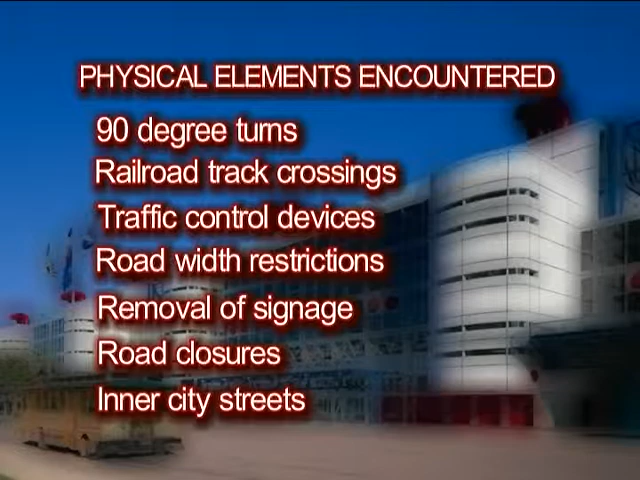 PHYSICAL ELEMENTS ENCOUNTERED
90 degree turns
Railroad track crossings
Traffic control devices
Road width restrictions
Removal of signage
Road closures
Inner city streets